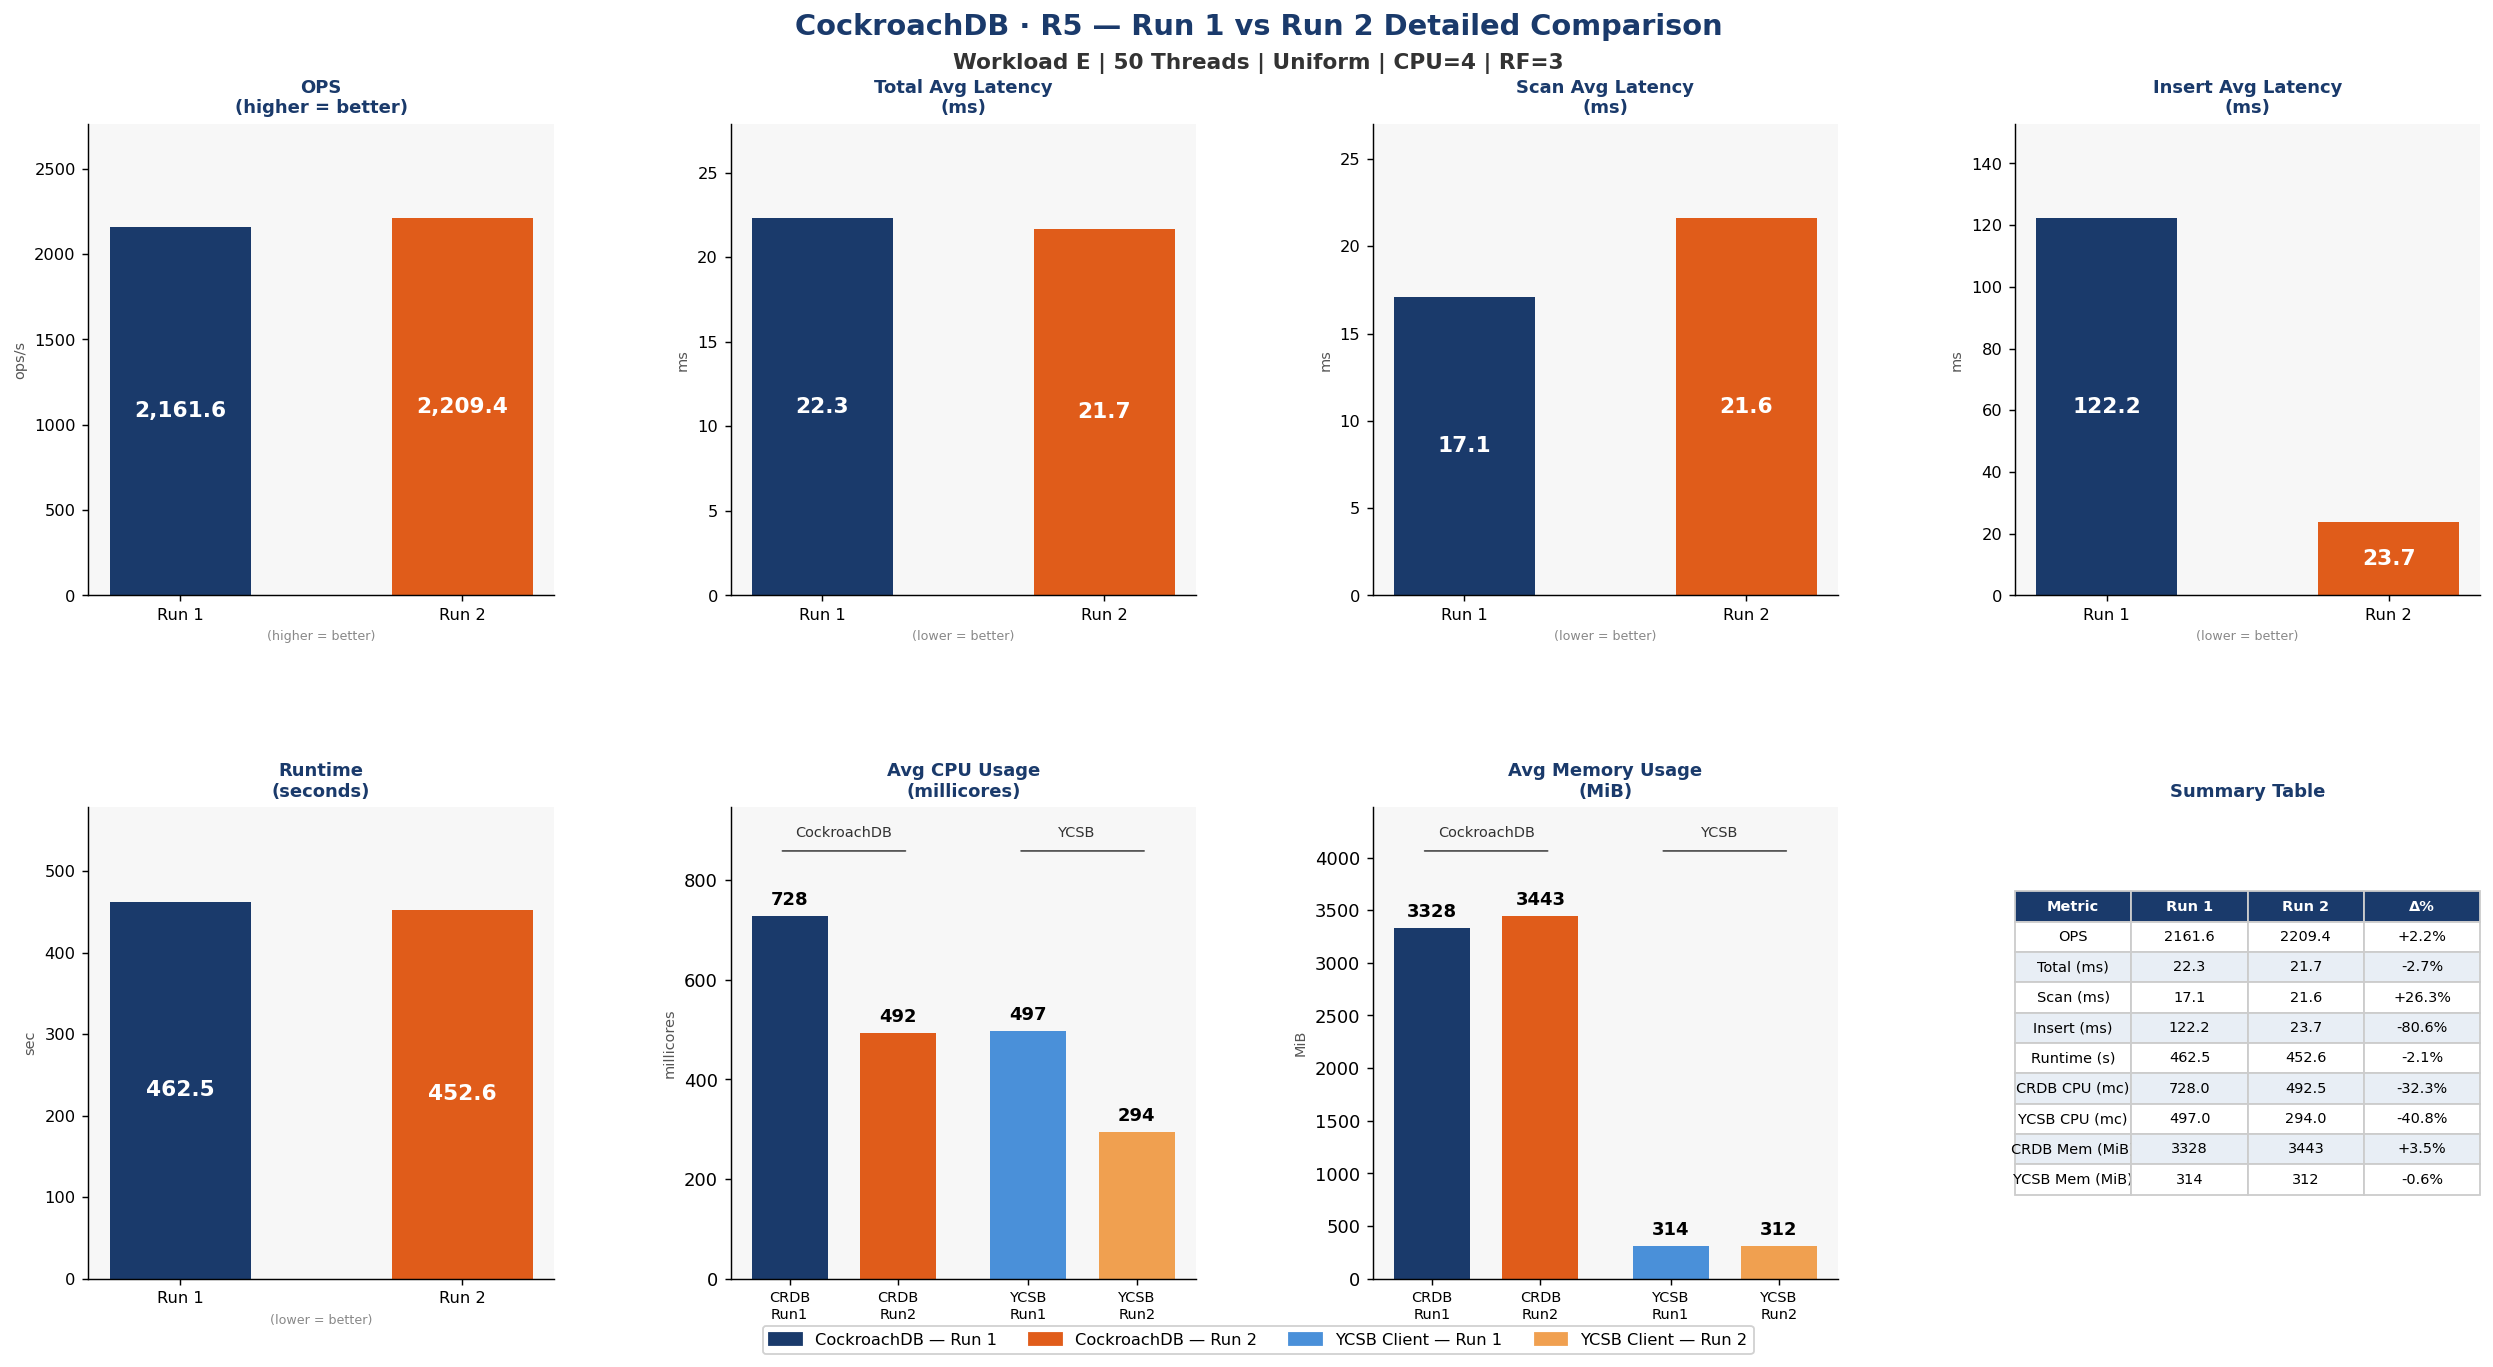 CockroachDB · R5 — Run 1 vs Run 2 Detailed Comparison
Workload E | 50 Threads | Uniform | CPU=4 | RF=3
OPS
(higher = better)
2500
2000
1500
1000
500
0
ops/s
2,161.6
2,209.4
Run 1
Run 2
(higher = better)
Total Avg Latency
(ms)
25
20
15
10
5
0
ms
22.3
21.7
Run 1
Run 2
(lower = better)
Scan Avg Latency
(ms)
25
20
15
10
5
0
ms
17.1
21.6
Run 1
Run 2
(lower = better)
Insert Avg Latency
(ms)
140
120
100
80
60
40
20
0
ms
122.2
23.7
Run 1
Run 2
(lower = better)
Runtime
(seconds)
500
400
300
200
100
0
sec
462.5
452.6
Run 1
Run 2
(lower = better)
Avg CPU Usage
(millicores)
CockroachDB
YCSB
800
600
400
200
0
millicores
728
492
497
294
CRDB
Run1
CRDB
Run2
YCSB
Run1
YCSB
Run2
Avg Memory Usage
(MiB)
CockroachDB
YCSB
4000
3500
3000
2500
2000
1500
1000
500
0
MiB
3328
3443
314
312
CRDB
Run1
CRDB
Run2
YCSB
Run1
YCSB
Run2
Summary Table
Metric Run 1 Run 2 Δ%
OPS 2161.6 2209.4 +2.2%
Total (ms) 22.3 21.7 -2.7%
Scan (ms) 17.1 21.6 +26.3%
Insert (ms) 122.2 23.7 -80.6%
Runtime (s) 462.5 452.6 -2.1%
CRDB CPU (mc) 728.0 492.5 -32.3%
YCSB CPU (mc) 497.0 294.0 -40.8%
CRDB Mem (MiB 3328 3443 +3.5%
YCSB Mem (MiB) 314 312 -0.6%
CockroachDB — Run 1 CockroachDB — Run 2 YCSB Client — Run 1 YCSB Client — Run 2